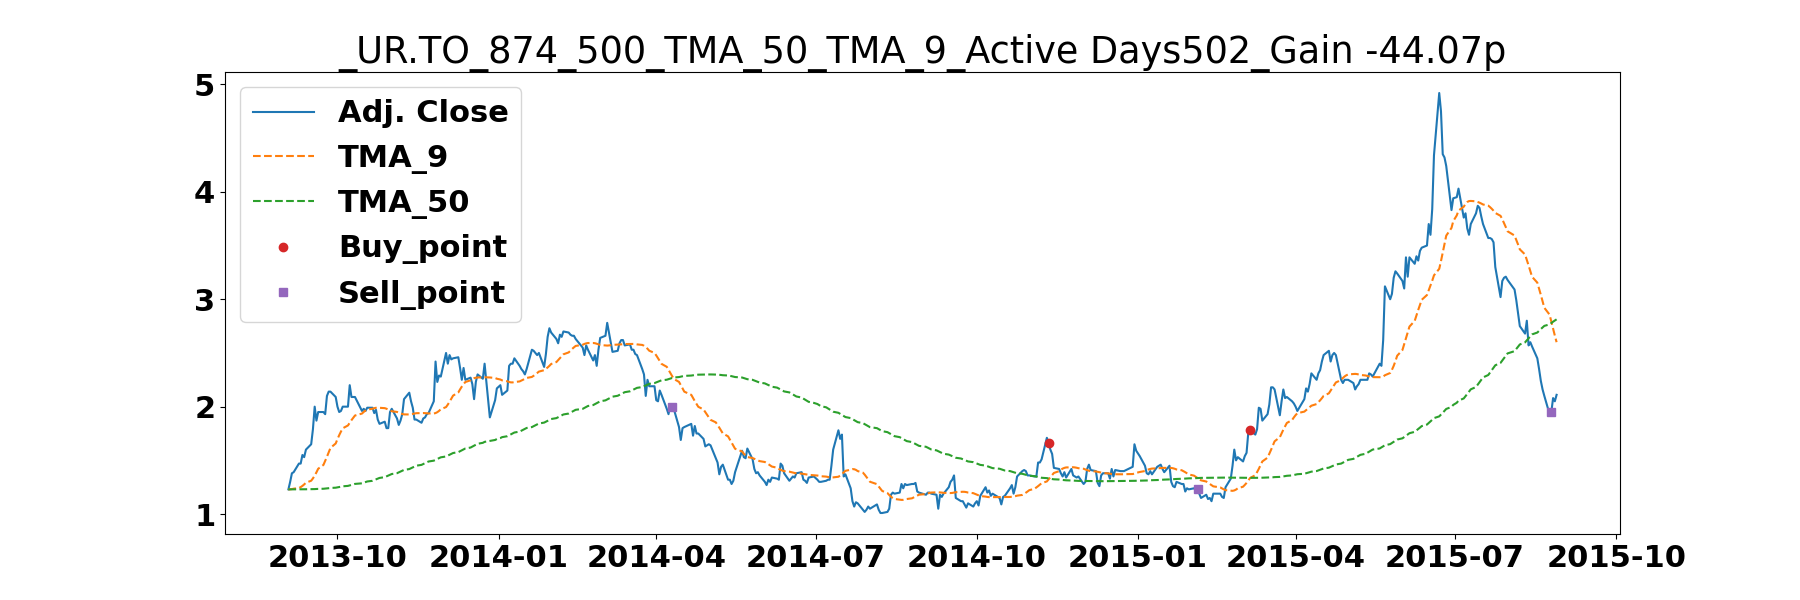 _UR.TO_874_500_TMA_50_TMA_9_Active Days502_Gain -44.07p
5
4
3
2
1
Adj. Close
TMA_9
TMA_50
Buy_point
Sell_point
2013-10 2014-01 2014-04 2014-07 2014-10 2015-01 2015-04 2015-07 2015-10